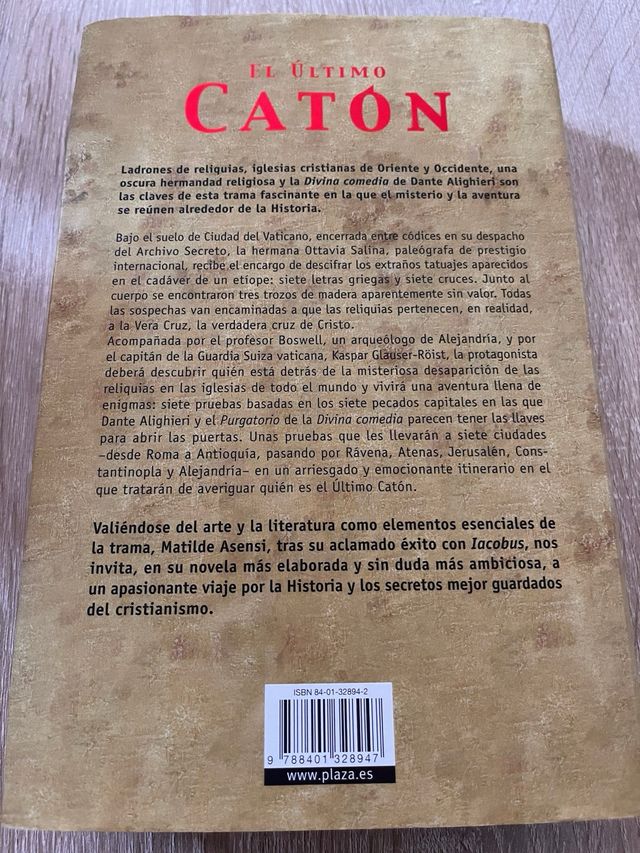 EL ÚLTIMO
CATÓN
Ladrones de reliquias, iglesias cristianas de Oriente y Occidente, una
oscura hermandad religiosa y la Divina comedia de Dante Alighieri son
las claves de esta trama fascinante en la que el misterio y la aventura
se reúnen alrededor de la Historia.
Bajo el suelo de Ciudad del Vaticano, encerrada entre códices en su despacho
del Archivo Secreto, la hermana Ottavia Salina, paleógrafa de prestigio
internacional, recibe el encargo de descifrar los extraños tatuajes aparecidos
en el cadáver de un etíope: siete letras griegas y siete cruces. Junto al
cuerpo se encontraron tres trozos de madera aparentemente sin valor. Todas
las sospechas van encaminadas a que las reliquias pertenecen, en realidad,
a la Vera Cruz, la verdadera cruz de Cristo.
Acompañada por el profesor Boswell, un arqueólogo de Alejandría, y por
el capitán de la Guardia Suiza vaticana, Kaspar Glauser-Röist, la protagonista
deberá descubrir quién está detrás de la misteriosa desaparición de las
reliquias en las iglesias de todo el mundo y vivirá una aventura llena de
enigmas: siete pruebas basadas en los siete pecados capitales en las que
Dante Alighieri y el Purgatorio de la Divina comedia parecen tener las llaves
para abrir las puertas. Unas pruebas que les llevarán a siete ciudades
–desde Roma a Antioquía, pasando por Rávena, Atenas, Jerusalén, Cons-
tantinopla y Alejandría– en un arriesgado y emocionante itinerario en el
que tratarán de averiguar quién es el Último Catón.
Valiéndose del arte y la literatura como elementos esenciales de
la trama, Matilde Asensi, tras su aclamado éxito con Iacobus, nos
invita, en su novela más elaborada y sin duda más ambiciosa, a
un apasionante viaje por la Historia y los secretos mejor guardados
del cristianismo.
ISBN 84-01-32894-2
9 788401 328947
www.plaza.es